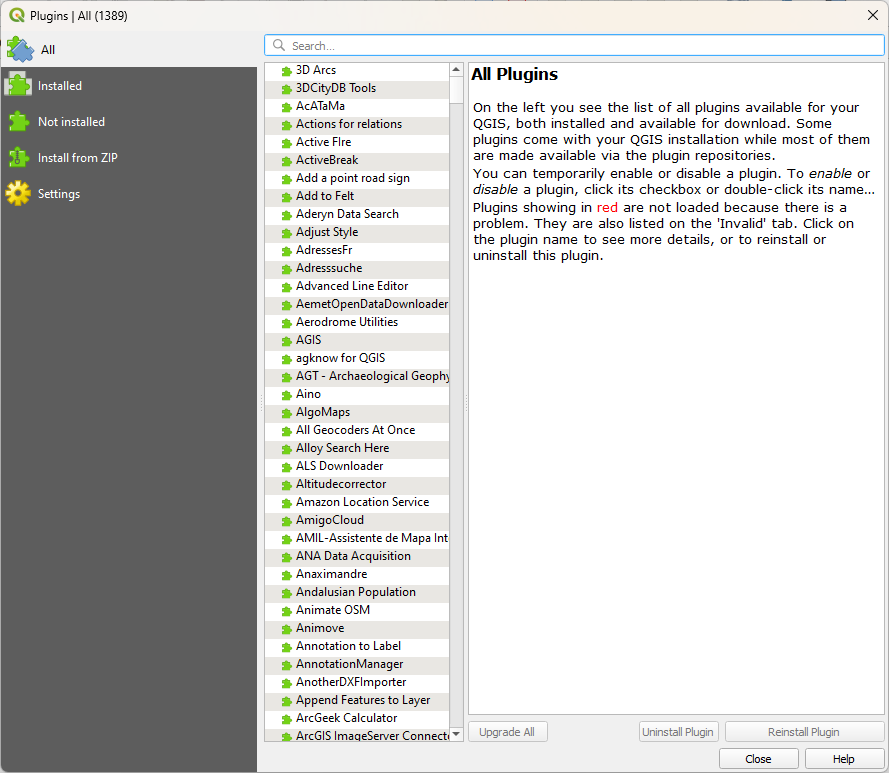 Plugins | All (1389)
All
Installed
Not installed
Install from ZIP
Settings
Search...
3D Arcs
3DCityDB Tools
AcATaMa
Actions for relations
Active FIre
ActiveBreak
Add a point road sign
Add to Felt
Aderyn Data Search
Adjust Style
AdressesFr
Adresssuche
Advanced Line Editor
AemetOpenDataDownloader
Aerodrome Utilities
AGIS
agknow for QGIS
AGT - Archaeological Geophy
Aino
AlgoMaps
All Geocoders At Once
Alloy Search Here
ALS Downloader
Altitudecorrector
Amazon Location Service
AmigoCloud
AMIL-Assistente de Mapa Int
ANA Data Acquisition
Anaximandre
Andalusian Population
Animate OSM
Animove
Annotation to Label
AnnotationManager
AnotherDXFImporter
Append Features to Layer
ArcGeek Calculator
ArcGIS ImageServer Connecto
All Plugins
On the left you see the list of all plugins available for your
QGIS, both installed and available for download. Some
plugins come with your QGIS installation while most of them
are made available via the plugin repositories.
You can temporarily enable or disable a plugin. To enable or
disable a plugin, click its checkbox or double-click its name...
Plugins showing in red are not loaded because there is a
problem. They are also listed on the 'Invalid' tab. Click on
the plugin name to see more details, or to reinstall or
uninstall this plugin.
Upgrade All
Uninstall Plugin
Reinstall Plugin
Close
Help